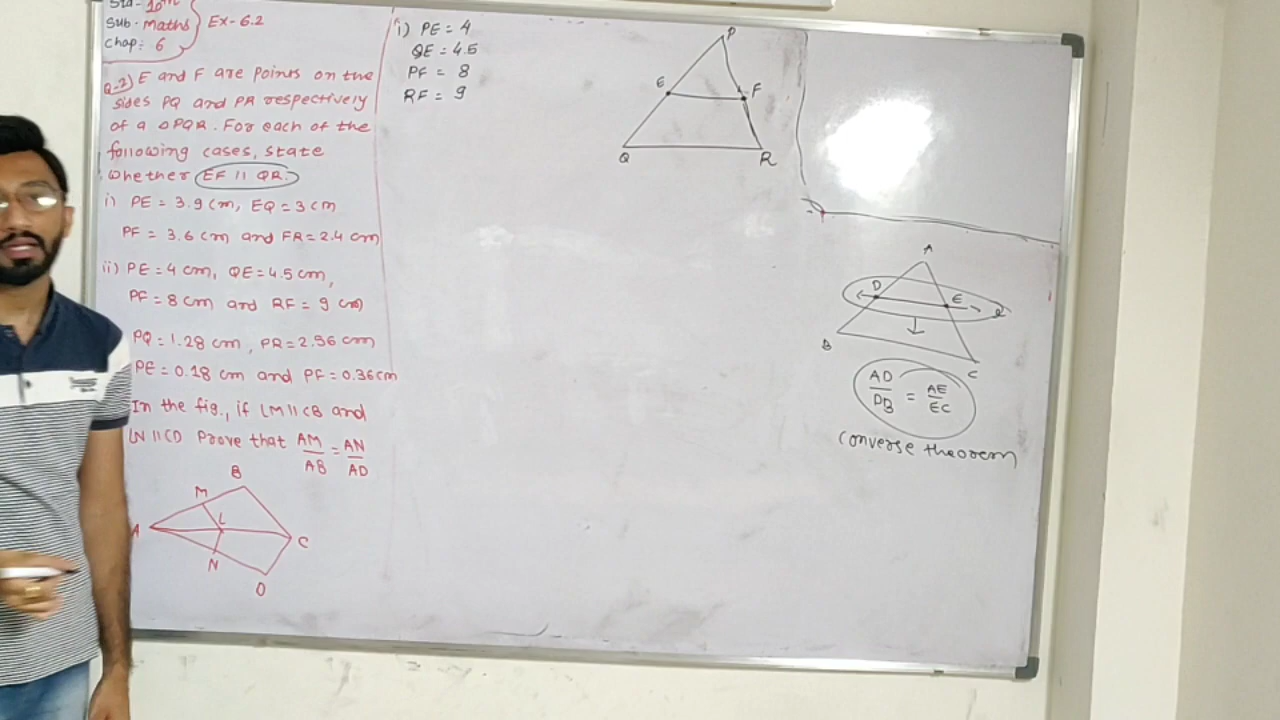 Std - 10th
Sub. Maths
Chap: 6
Ex-6.2
Q-2) E and F are points on the
sides PQ and PR respectively
of a △PQR. For each of the
following cases, state
whether EF || QR.
i) PE = 3.9 cm, EQ = 3 cm
PF = 3.6 cm and FR = 2.4 cm
ii) PE = 4 cm, QE = 4.5 cm,
PF = 8 cm and RF = 9 cm
PQ = 1.28 cm, PR = 2.56 cm
PE = 0.18 cm and PF = 0.36 cm
In the fig., if LM || CB and
LN || CD Prove that AM/AB = AN/AD
B
M
A
L
C
N
D
i) PE = 4
QE = 4.5
PF = 8
RF = 9
P
E
F
Q
R
A
D
E
B
C
AD/DB = AE/EC
converse theorem